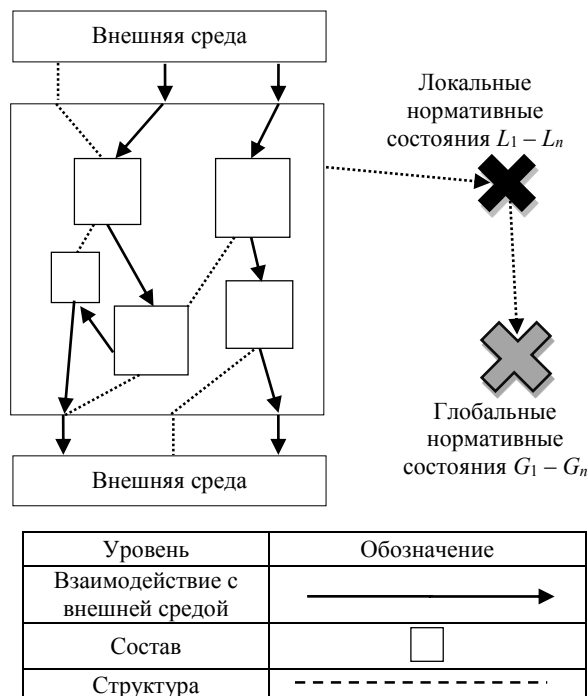 Внешняя среда
Локальные
нормативные
состояния L1 – Ln
Глобальные
нормативные
состояния G1 – Gn
Внешняя среда
Уровень Обозначение
Взаимодействие с
внешней средой
Состав
Структура